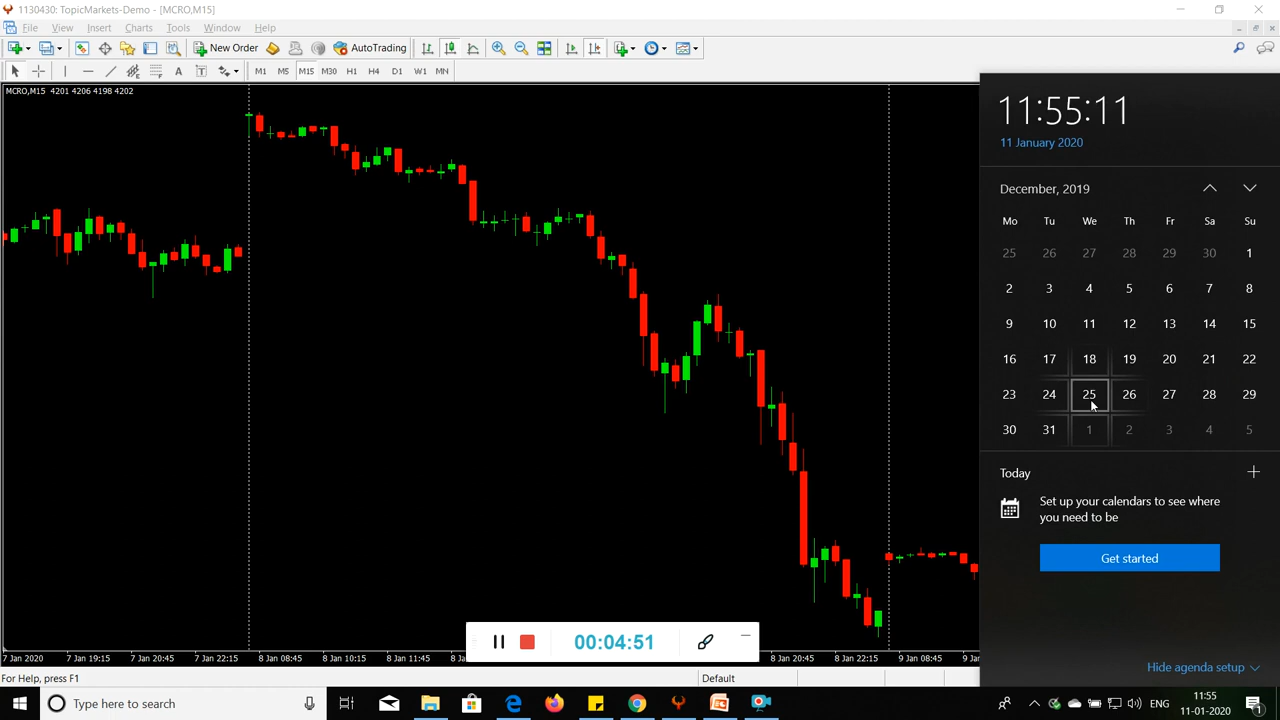 1130430: TopicMarkets-Demo - [MCRO,M15]
File View Insert Charts Tools Window Help
New Order AutoTrading
A T M1 M5 M15 M30 H1 H4 D1 W1 MN
MCRO,M15 4201 4206 4198 4202
11:55:11
11 January 2020
December, 2019
Mo Tu We Th Fr Sa Su
25 26 27 28 29 30 1
2 3 4 5 6 7 8
9 10 11 12 13 14 15
16 17 18 19 20 21 22
23 24 25 26 27 28 29
30 31 1 2 3 4 5
Today
Set up your calendars to see where
you need to be
Get started
Hide agenda setup
00:04:51
7 Jan 2020 7 Jan 19:15 7 Jan 20:45 7 Jan 22:15 8 Jan 08:45 8 Jan 10:15 8 Jan 11:45 8 Jan 20:45 8 Jan 22:15 9 Jan 08:45
For Help, press F1
Default
Type here to search
ENG
11:55
11-01-2020
1